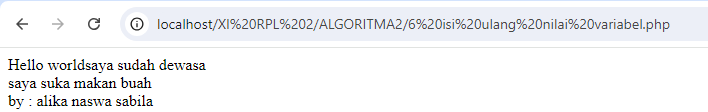 localhost/XI%20RPL%202/ALGORITMA2/6%20isi%20ulang%20nilai%20variabel.php
Hello worldsaya sudah dewasa
saya suka makan buah
by : alika naswa sabila